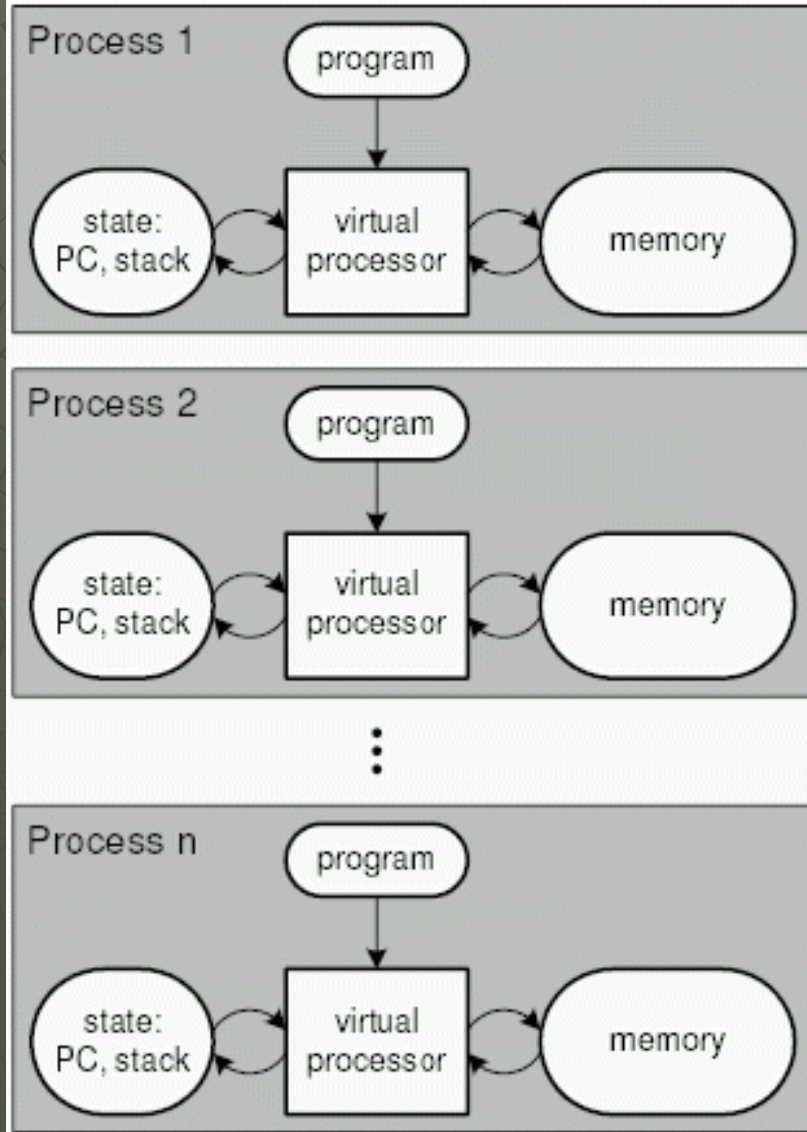 Process 1
program
state:
PC, stack
virtual
processor
memory
Process 2
program
state:
PC, stack
virtual
processor
memory
Process n
program
state:
PC, stack
virtual
processor
memory